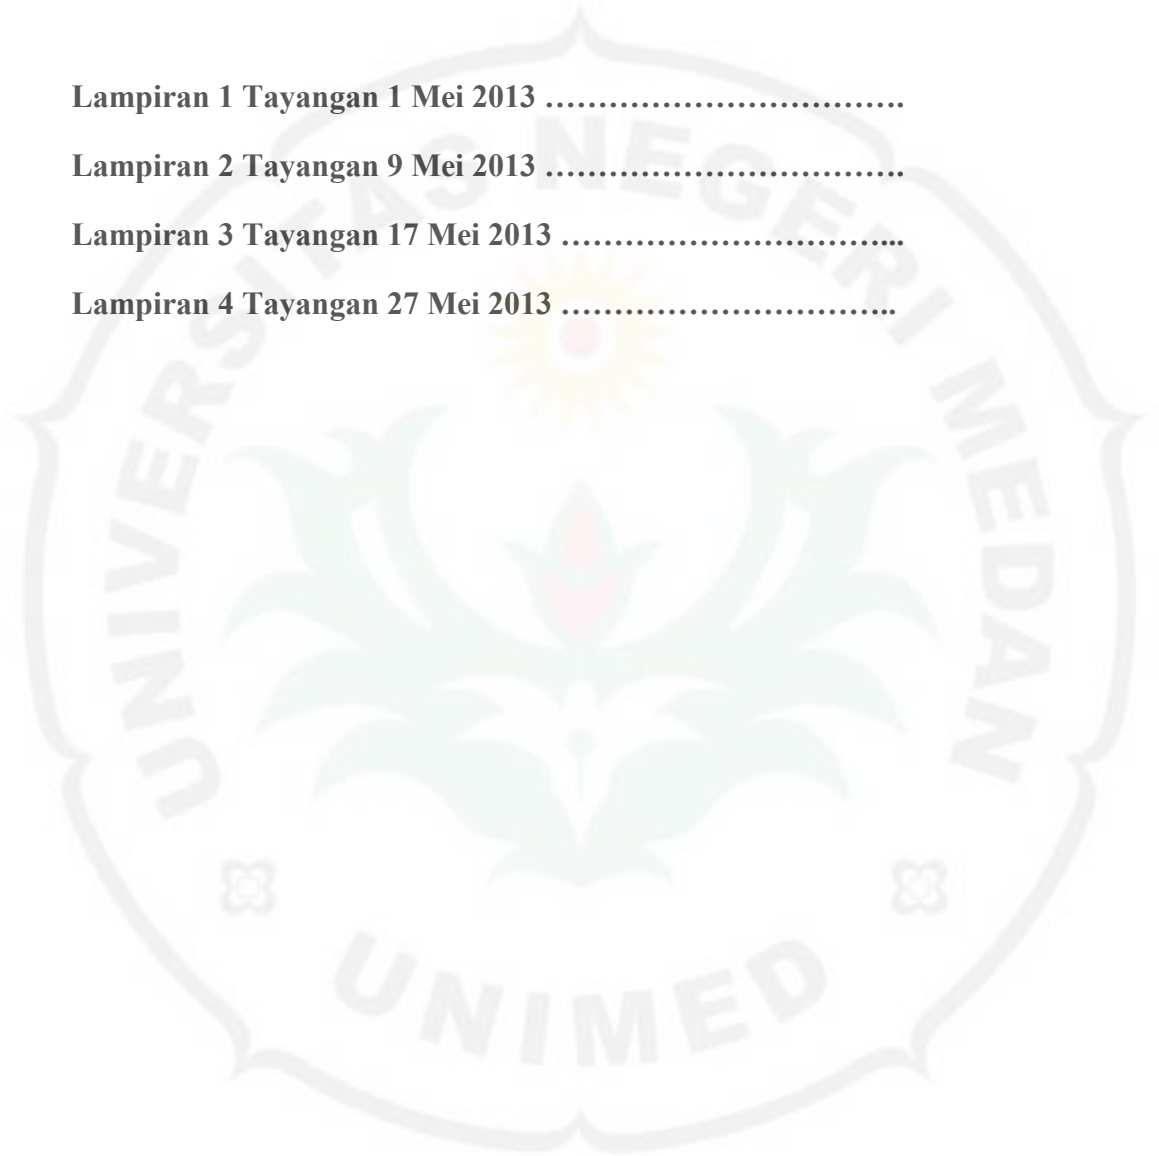 Lampiran 1 Tayangan 1 Mei 2013 ……………………………….
Lampiran 2 Tayangan 9 Mei 2013 ……………………………….
Lampiran 3 Tayangan 17 Mei 2013 …………………………....
Lampiran 4 Tayangan 27 Mei 2013 …………………………..
UNIVERSITAS NEGERI MEDAN
UNIMED